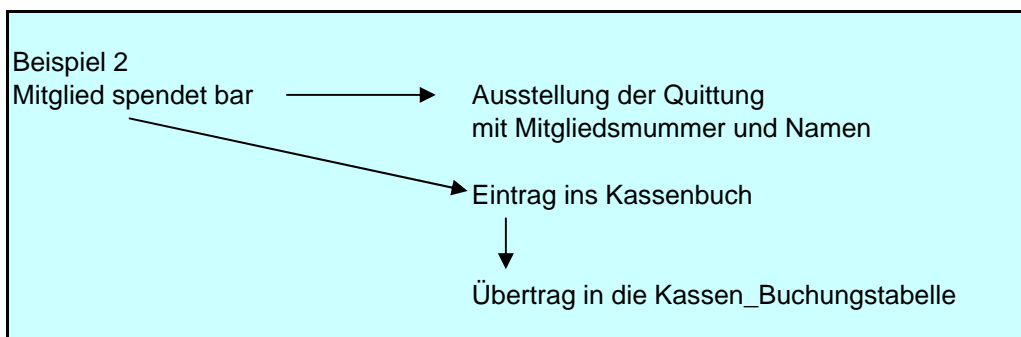 Beispiel 2
Mitglied spendet bar
Ausstellung der Quittung
mit Mitgliedsmummer und Namen
Eintrag ins Kassenbuch
Übertrag in die Kassen_Buchungstabelle